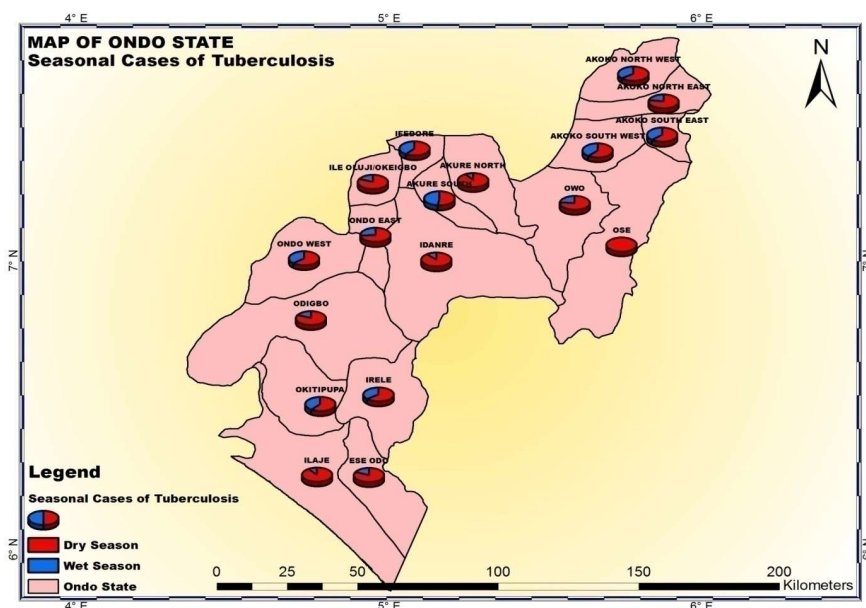 4° E 5° E 6° E
MAP OF ONDO STATE
Seasonal Cases of Tuberculosis
N
AKOKO NORTH WEST
AKOKO NORTH EAST
AKOKO SOUTH EAST
AKOKO SOUTH WEST
IFEDORE
ILE OLUJI/OKEIGBO
AKURE NORTH
AKURE SOUTH
OWO
ONDO EAST
OSE
ONDO WEST
IDANRE
7° N 7° N
ODIGBO
OKITIPUPA
IRELE
ILAJE
ESE ODO
Legend
Seasonal Cases of Tuberculosis
Dry Season
Wet Season
Ondo State
6° N 6° N
0 25 50 100 150 200
Kilometers
4° E 5° E 6° E